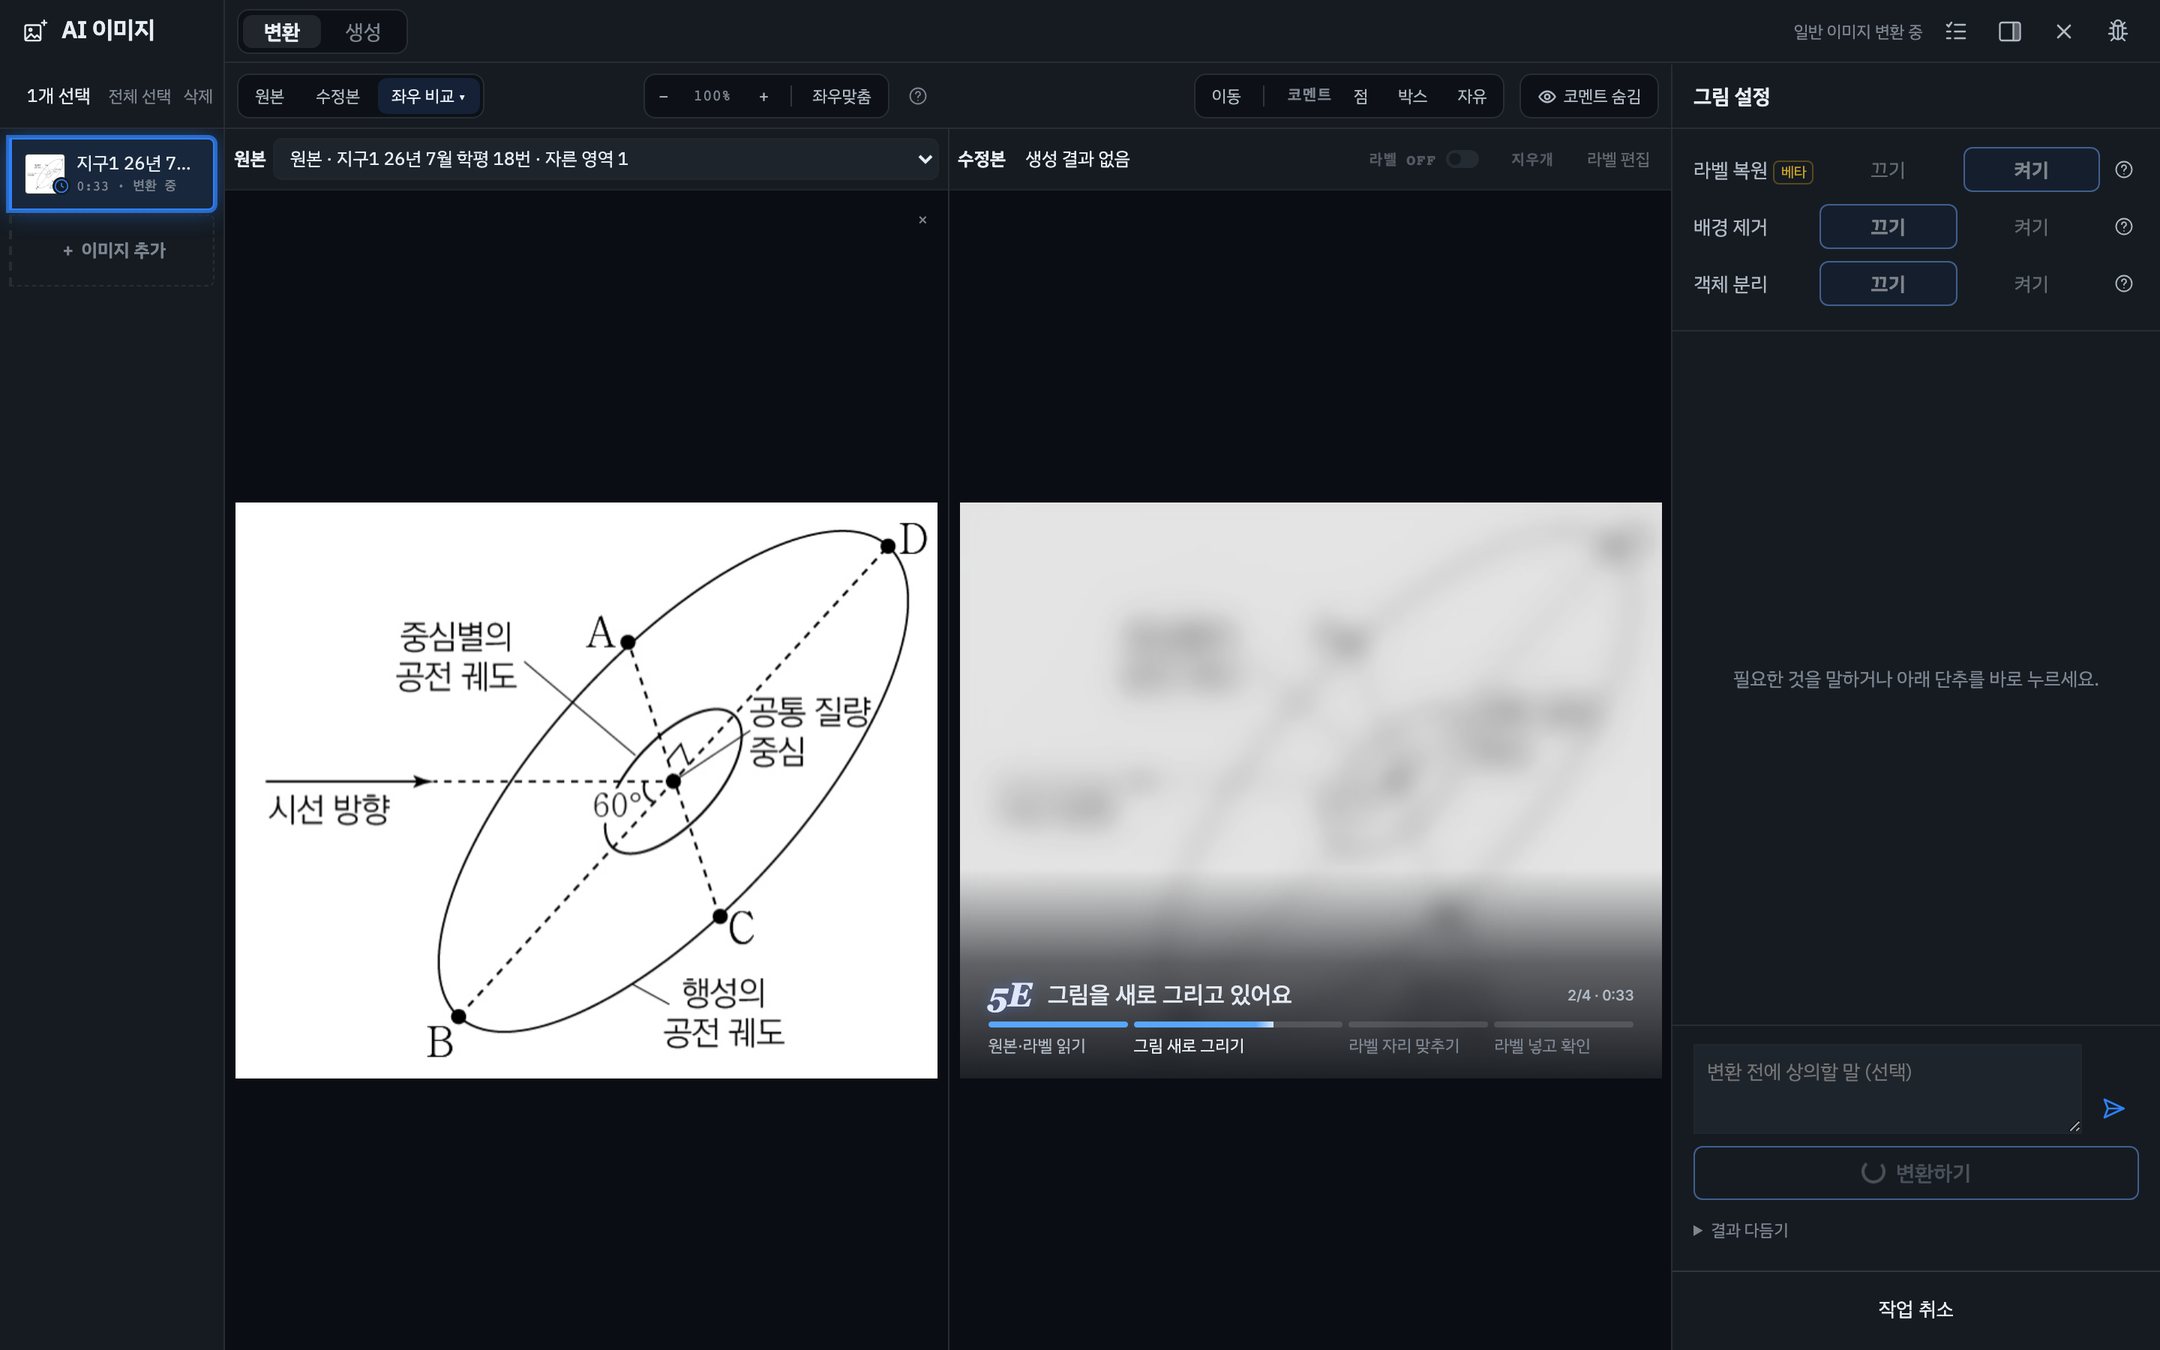 AI 이미지
변환
생성
일반 이미지 변환 중
1개 선택 전체 선택 삭제
원본 수정본 좌우 비교 ▾
− 100% + 좌우맞춤
이동 코멘트 점 박스 자유
코멘트 숨김
그림 설정
지구1 26년 7...
0:33 · 변환 중
+ 이미지 추가
원본 원본 · 지구1 26년 7월 학평 18번 · 자른 영역 1
수정본 생성 결과 없음
라벨 OFF 지우개 라벨 편집
라벨 복원 베타 끄기 켜기
배경 제거 끄기 켜기
객체 분리 끄기 켜기
D
A
중심별의
공전 궤도
공통 질량
중심
60°
시선 방향
C
행성의
공전 궤도
B
5E 그림을 새로 그리고 있어요 2/4 · 0:33
원본·라벨 읽기 그림 새로 그리기 라벨 자리 맞추기 라벨 넣고 확인
필요한 것을 말하거나 아래 단추를 바로 누르세요.
변환 전에 상의할 말 (선택)
변환하기
▶ 결과 다듬기
작업 취소